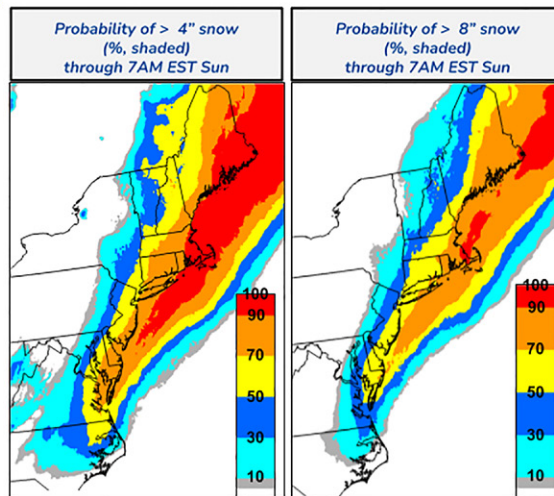 Probability of > 4” snow
(%, shaded)
through 7AM EST Sun
Probability of > 8” snow
(%, shaded)
through 7AM EST Sun
100
90
70
50
30
10
100
90
70
50
30
10